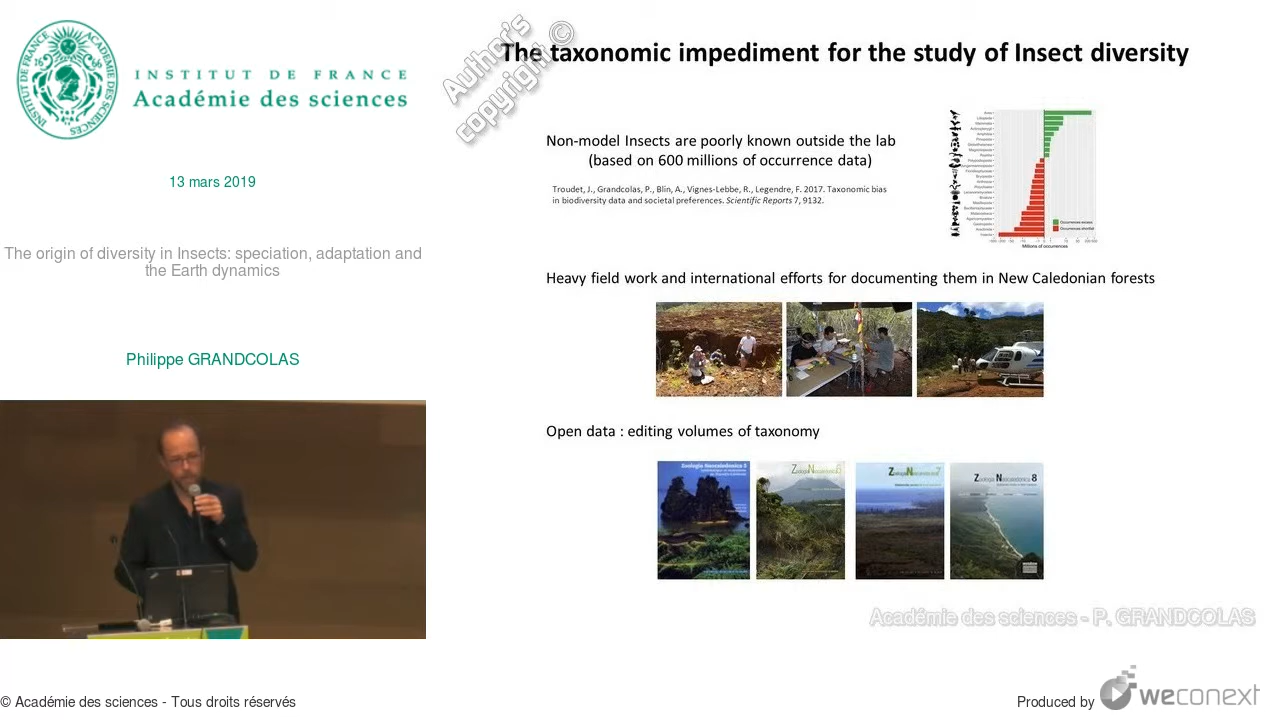 INSTITUT DE FRANCE
Académie des sciences
13 mars 2019
The origin of diversity in Insects: speciation, adaptation and
the Earth dynamics
Philippe GRANDCOLAS
Author's
copyright ©
The taxonomic impediment for the study of Insect diversity
Non-model Insects are poorly known outside the lab
(based on 600 millions of occurrence data)
Troudet, J., Grandcolas, P., Blin, A., Vignes-Lebbe, R., Legendre, F. 2017. Taxonomic bias
in biodiversity data and societal preferences. Scientific Reports 7, 9132.
Millions of occurrences
Heavy field work and international efforts for documenting them in New Caledonian forests
Open data : editing volumes of taxonomy
Zoologia Neocaledonica 5
Zoologia Neocaledonica 7
Zoologia Neocaledonica 8
Académie des sciences - P. GRANDCOLAS
© Académie des sciences - Tous droits réservés
Produced by
weconext